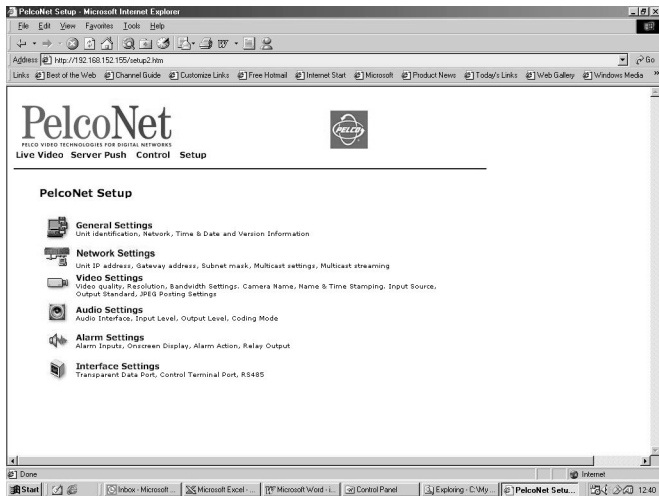 PelcoNet Setup - Microsoft Internet Explorer
File Edit View Favorites Tools Help
Address http://192.168.152.155/setup2.htm Go
Links Best of the Web Channel Guide Customize Links Free Hotmail Internet Start Microsoft Product News Today's Links Web Gallery Windows Media »
PelcoNet
PELCO VIDEO TECHNOLOGIES FOR DIGITAL NETWORKS
PELCO
Live Video Server Push Control Setup
PelcoNet Setup
General Settings
Unit identification, Network, Time & Date and Version Information
Network Settings
Unit IP address, Gateway address, Subnet mask, Multicast settings, Multicast streaming
Video Settings
Video quality, Resolution, Bandwidth Settings, Camera Name, Name & Time Stamping, Input Source,
Output Standard, JPEG Posting Settings
Audio Settings
Audio Interface, Input Level, Output Level, Coding Mode
Alarm Settings
Alarm Inputs, Onscreen Display, Alarm Action, Relay Output
Interface Settings
Transparent Data Port, Control Terminal Port, RS485
Done Internet
Start Inbox - Microsoft ... Microsoft Excel - ... Microsoft Word - i... Control Panel Exploring - C:\My ... PelcoNet Setu... 12:40